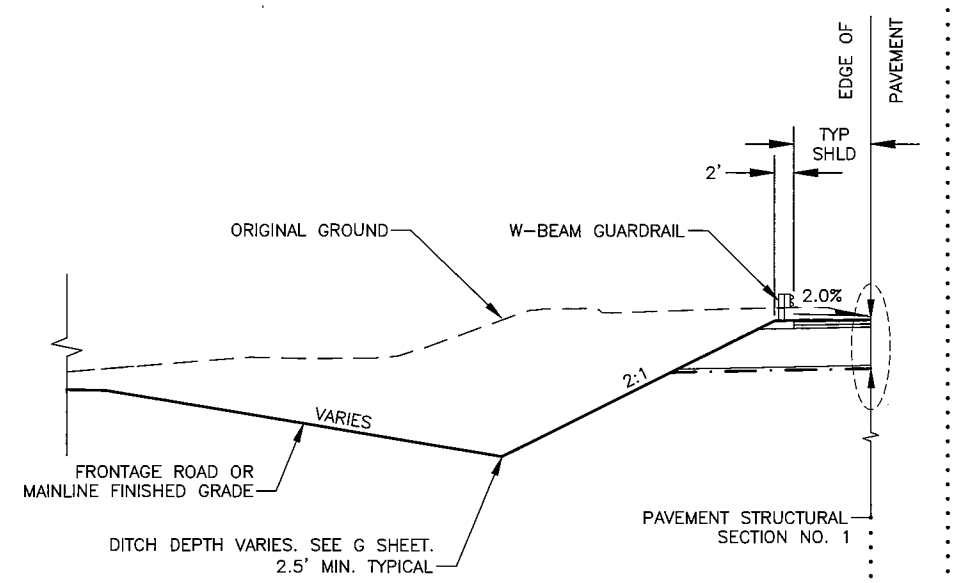 EDGE OF
PAVEMENT
TYP
SHLD
2'
ORIGINAL GROUND
W-BEAM GUARDRAIL
2.0%
2:1
VARIES
FRONTAGE ROAD OR
MAINLINE FINISHED GRADE
PAVEMENT STRUCTURAL
SECTION NO. 1
DITCH DEPTH VARIES. SEE G SHEET.
2.5' MIN. TYPICAL